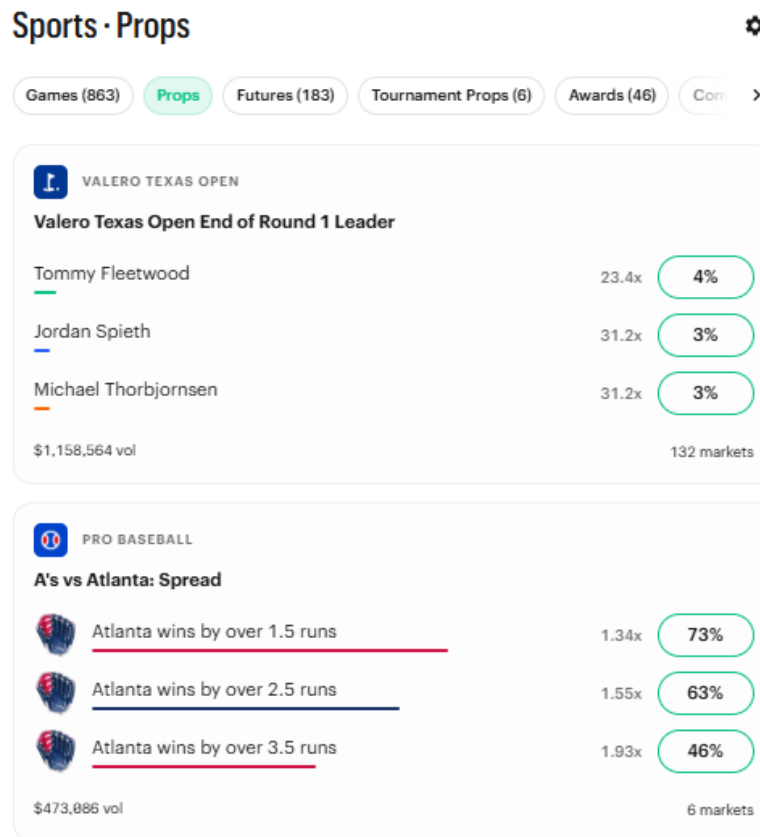 Sports · Props
Games (863) Props Futures (183) Tournament Props (6) Awards (46) Com
VALERO TEXAS OPEN
Valero Texas Open End of Round 1 Leader
Tommy Fleetwood 23.4x 4%
Jordan Spieth 31.2x 3%
Michael Thorbjornsen 31.2x 3%
$1,158,564 vol 132 markets
PRO BASEBALL
A's vs Atlanta: Spread
Atlanta wins by over 1.5 runs 1.34x 73%
Atlanta wins by over 2.5 runs 1.55x 63%
Atlanta wins by over 3.5 runs 1.93x 46%
$473,086 vol 6 markets